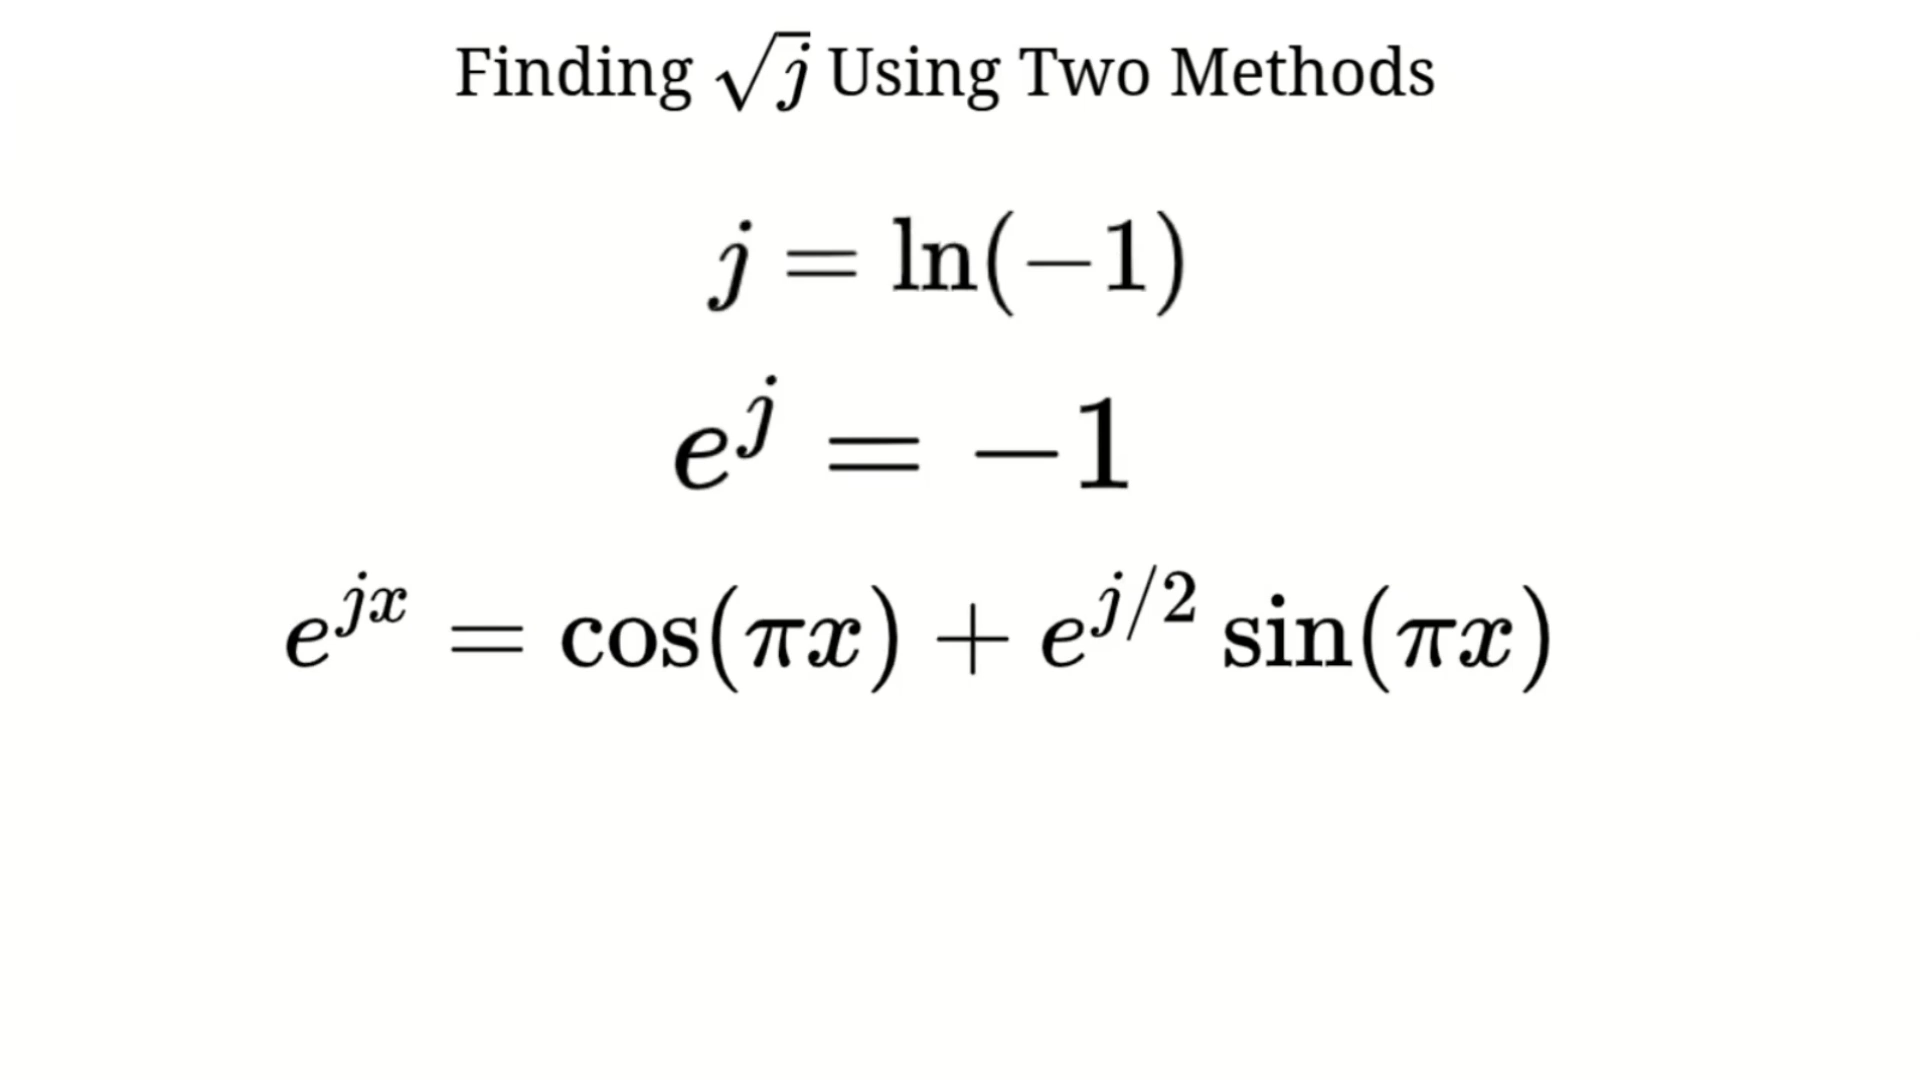 Finding √j Using Two Methods
j = ln(−1)
e^j = −1
e^{jx} = cos(πx) + e^{j/2} sin(πx)